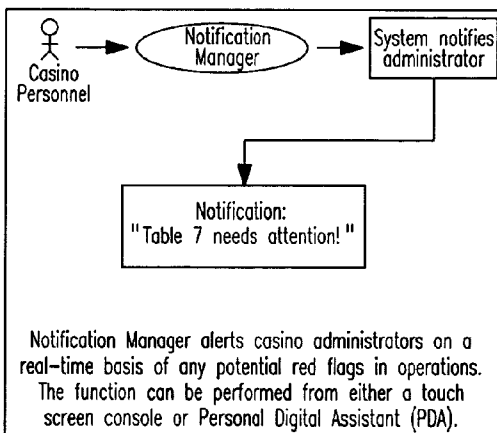 Casino
Personnel
Notification
Manager
System notifies
administrator
Notification:
"Table 7 needs attention!"
Notification Manager alerts casino administrators on a
real-time basis of any potential red flags in operations.
The function can be performed from either a touch
screen console or Personal Digital Assistant (PDA).